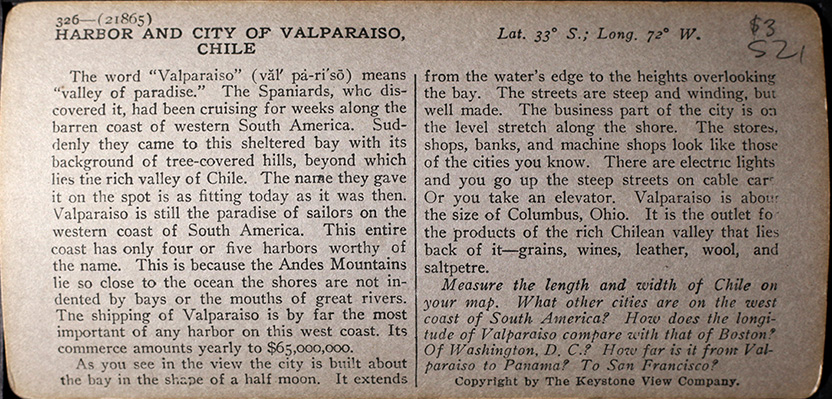 326—(21865)
HARBOR AND CITY OF VALPARAISO,
CHILE
Lat. 33° S.; Long. 72° W.
$3
S21
The word "Valparaiso" (văl' pȧ-rī'sō) means
"valley of paradise." The Spaniards, who dis-
covered it, had been cruising for weeks along the
barren coast of western South America. Sud-
denly they came to this sheltered bay with its
background of tree-covered hills, beyond which
lies the rich valley of Chile. The name they gave
it on the spot is as fitting today as it was then.
Valparaiso is still the paradise of sailors on the
western coast of South America. This entire
coast has only four or five harbors worthy of
the name. This is because the Andes Mountains
lie so close to the ocean the shores are not in-
dented by bays or the mouths of great rivers.
The shipping of Valparaiso is by far the most
important of any harbor on this west coast. Its
commerce amounts yearly to $65,000,000.
As you see in the view the city is built about
the bay in the shape of a half moon. It extends
from the water's edge to the heights overlooking
the bay. The streets are steep and winding, but
well made. The business part of the city is on
the level stretch along the shore. The stores,
shops, banks, and machine shops look like those
of the cities you know. There are electric lights
and you go up the steep streets on cable car
Or you take an elevator. Valparaiso is about
the size of Columbus, Ohio. It is the outlet fo
the products of the rich Chilean valley that lies
back of it—grains, wines, leather, wool, and
saltpetre.
Measure the length and width of Chile on
your map. What other cities are on the west
coast of South America? How does the longi-
tude of Valparaiso compare with that of Boston?
Of Washington, D. C.? How far is it from Val-
paraiso to Panama? To San Francisco?
Copyright by The Keystone View Company.